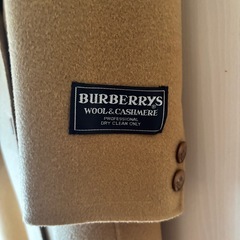 BURBERRYS
WOOL & CASHMERE
PROFESSIONAL
DRY CLEAN ONLY